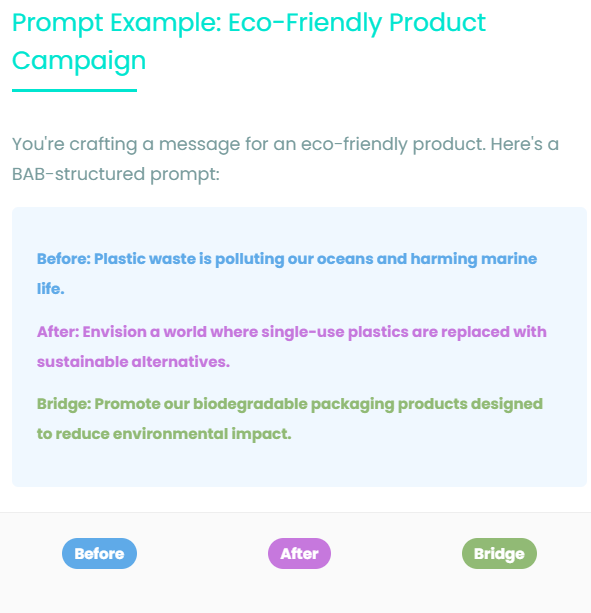 Prompt Example: Eco-Friendly Product
Campaign
You're crafting a message for an eco-friendly product. Here's a
BAB-structured prompt:
Before: Plastic waste is polluting our oceans and harming marine
life.
After: Envision a world where single-use plastics are replaced with
sustainable alternatives.
Bridge: Promote our biodegradable packaging products designed
to reduce environmental impact.
Before After Bridge